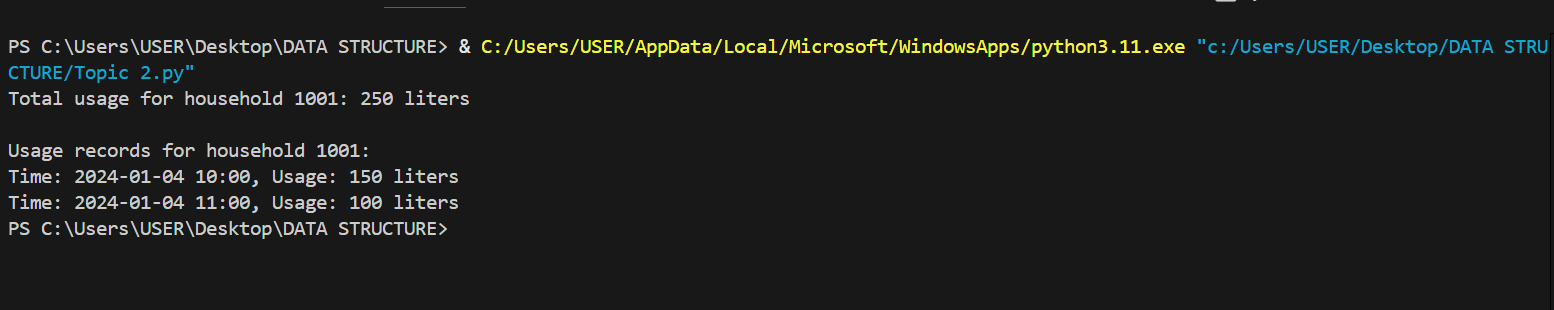 PS C:\Users\USER\Desktop\DATA STRUCTURE> & C:/Users/USER/AppData/Local/Microsoft/WindowsApps/python3.11.exe "c:/Users/USER/Desktop/DATA STRU
CTURE/Topic 2.py"
Total usage for household 1001: 250 liters
Usage records for household 1001:
Time: 2024-01-04 10:00, Usage: 150 liters
Time: 2024-01-04 11:00, Usage: 100 liters
PS C:\Users\USER\Desktop\DATA STRUCTURE>